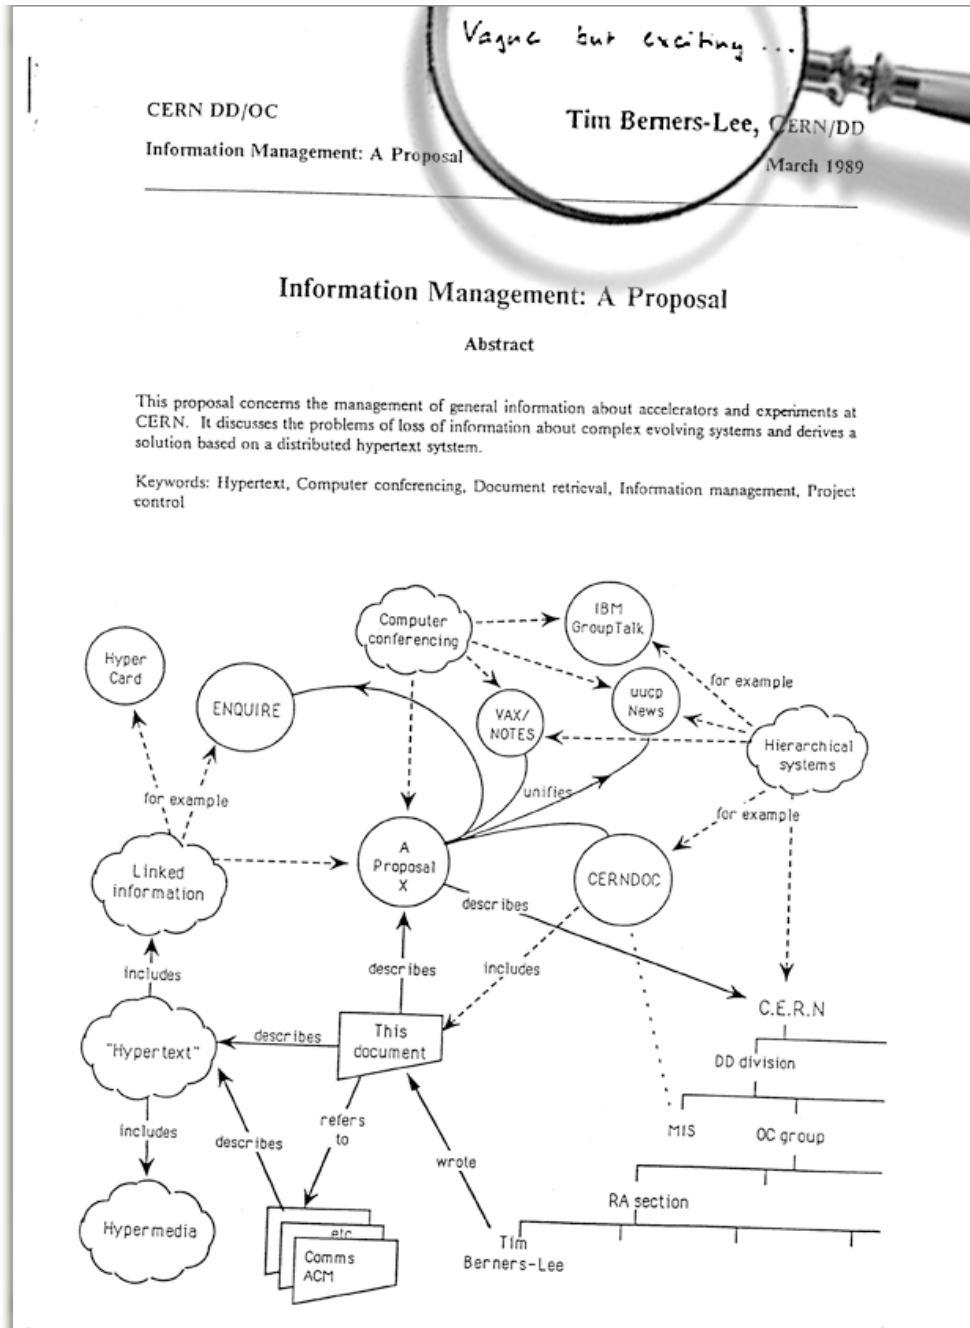 Vague but exciting ...
CERN DD/OC
Tim Berners-Lee, CERN/DD
Information Management: A Proposal
March 1989
Information Management: A Proposal
Abstract
This proposal concerns the management of general information about accelerators and experiments at
CERN. It discusses the problems of loss of information about complex evolving systems and derives a
solution based on a distributed hypertext sytstem.
Keywords: Hypertext, Computer conferencing, Document retrieval, Information management, Project
control
Computer
conferencing
IBM
GroupTalk
Hyper
Card
ENQUIRE
VAX/
NOTES
uucp
News
for example
Hierarchical
systems
for example
unifies
for example
A
Proposal
X
Linked
information
CERNDOC
describes
includes
describes
includes
C.E.R.N
"Hypertext"
describes
This
document
DD division
includes
describes
refers
to
wrote
MIS
OC group
Hypermedia
RA section
etc
Comms
ACM
Tim
Berners-Lee